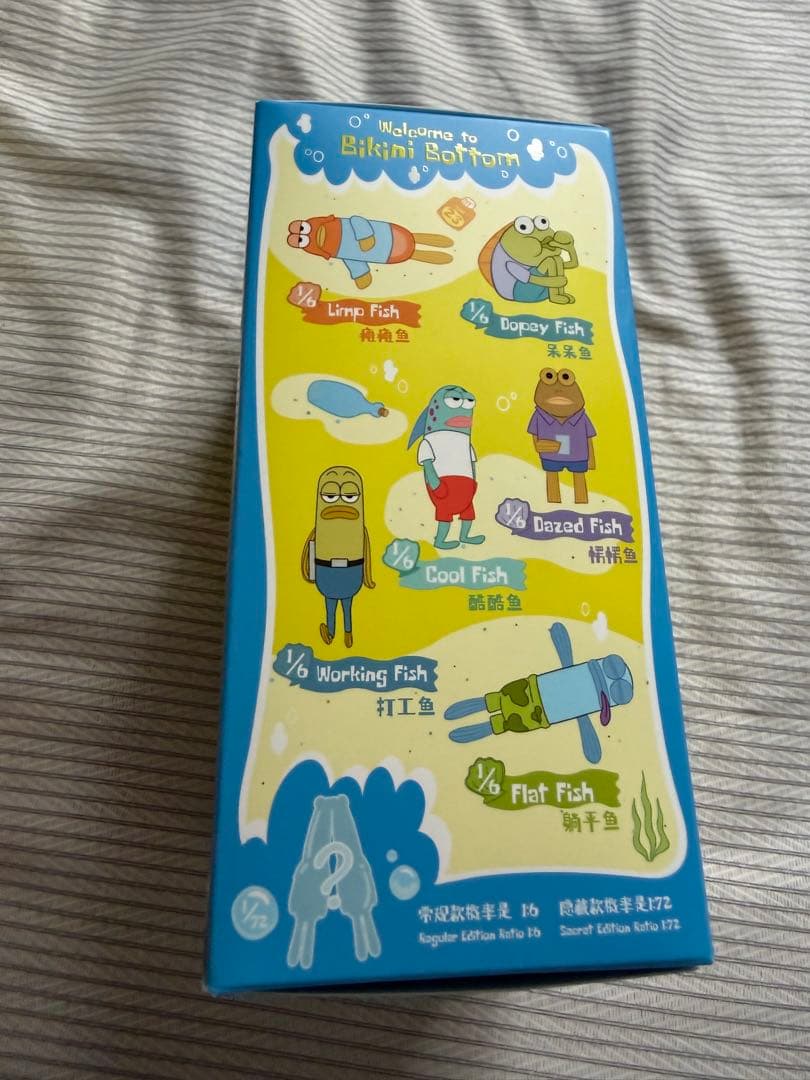 Welcome to
Bikini Bottom
1/6 Limp Fish
瘫瘫鱼
1/6 Dopey Fish
呆呆鱼
1/6 Dazed Fish
愣愣鱼
1/6 Cool Fish
酷酷鱼
1/6 Working Fish
打工鱼
1/6 Flat Fish
躺平鱼
1/72
?
常规款概率是 1:6 隐藏款概率是1:72
Regular Edition Ratio 1:6 Secret Edition Ratio 1:72